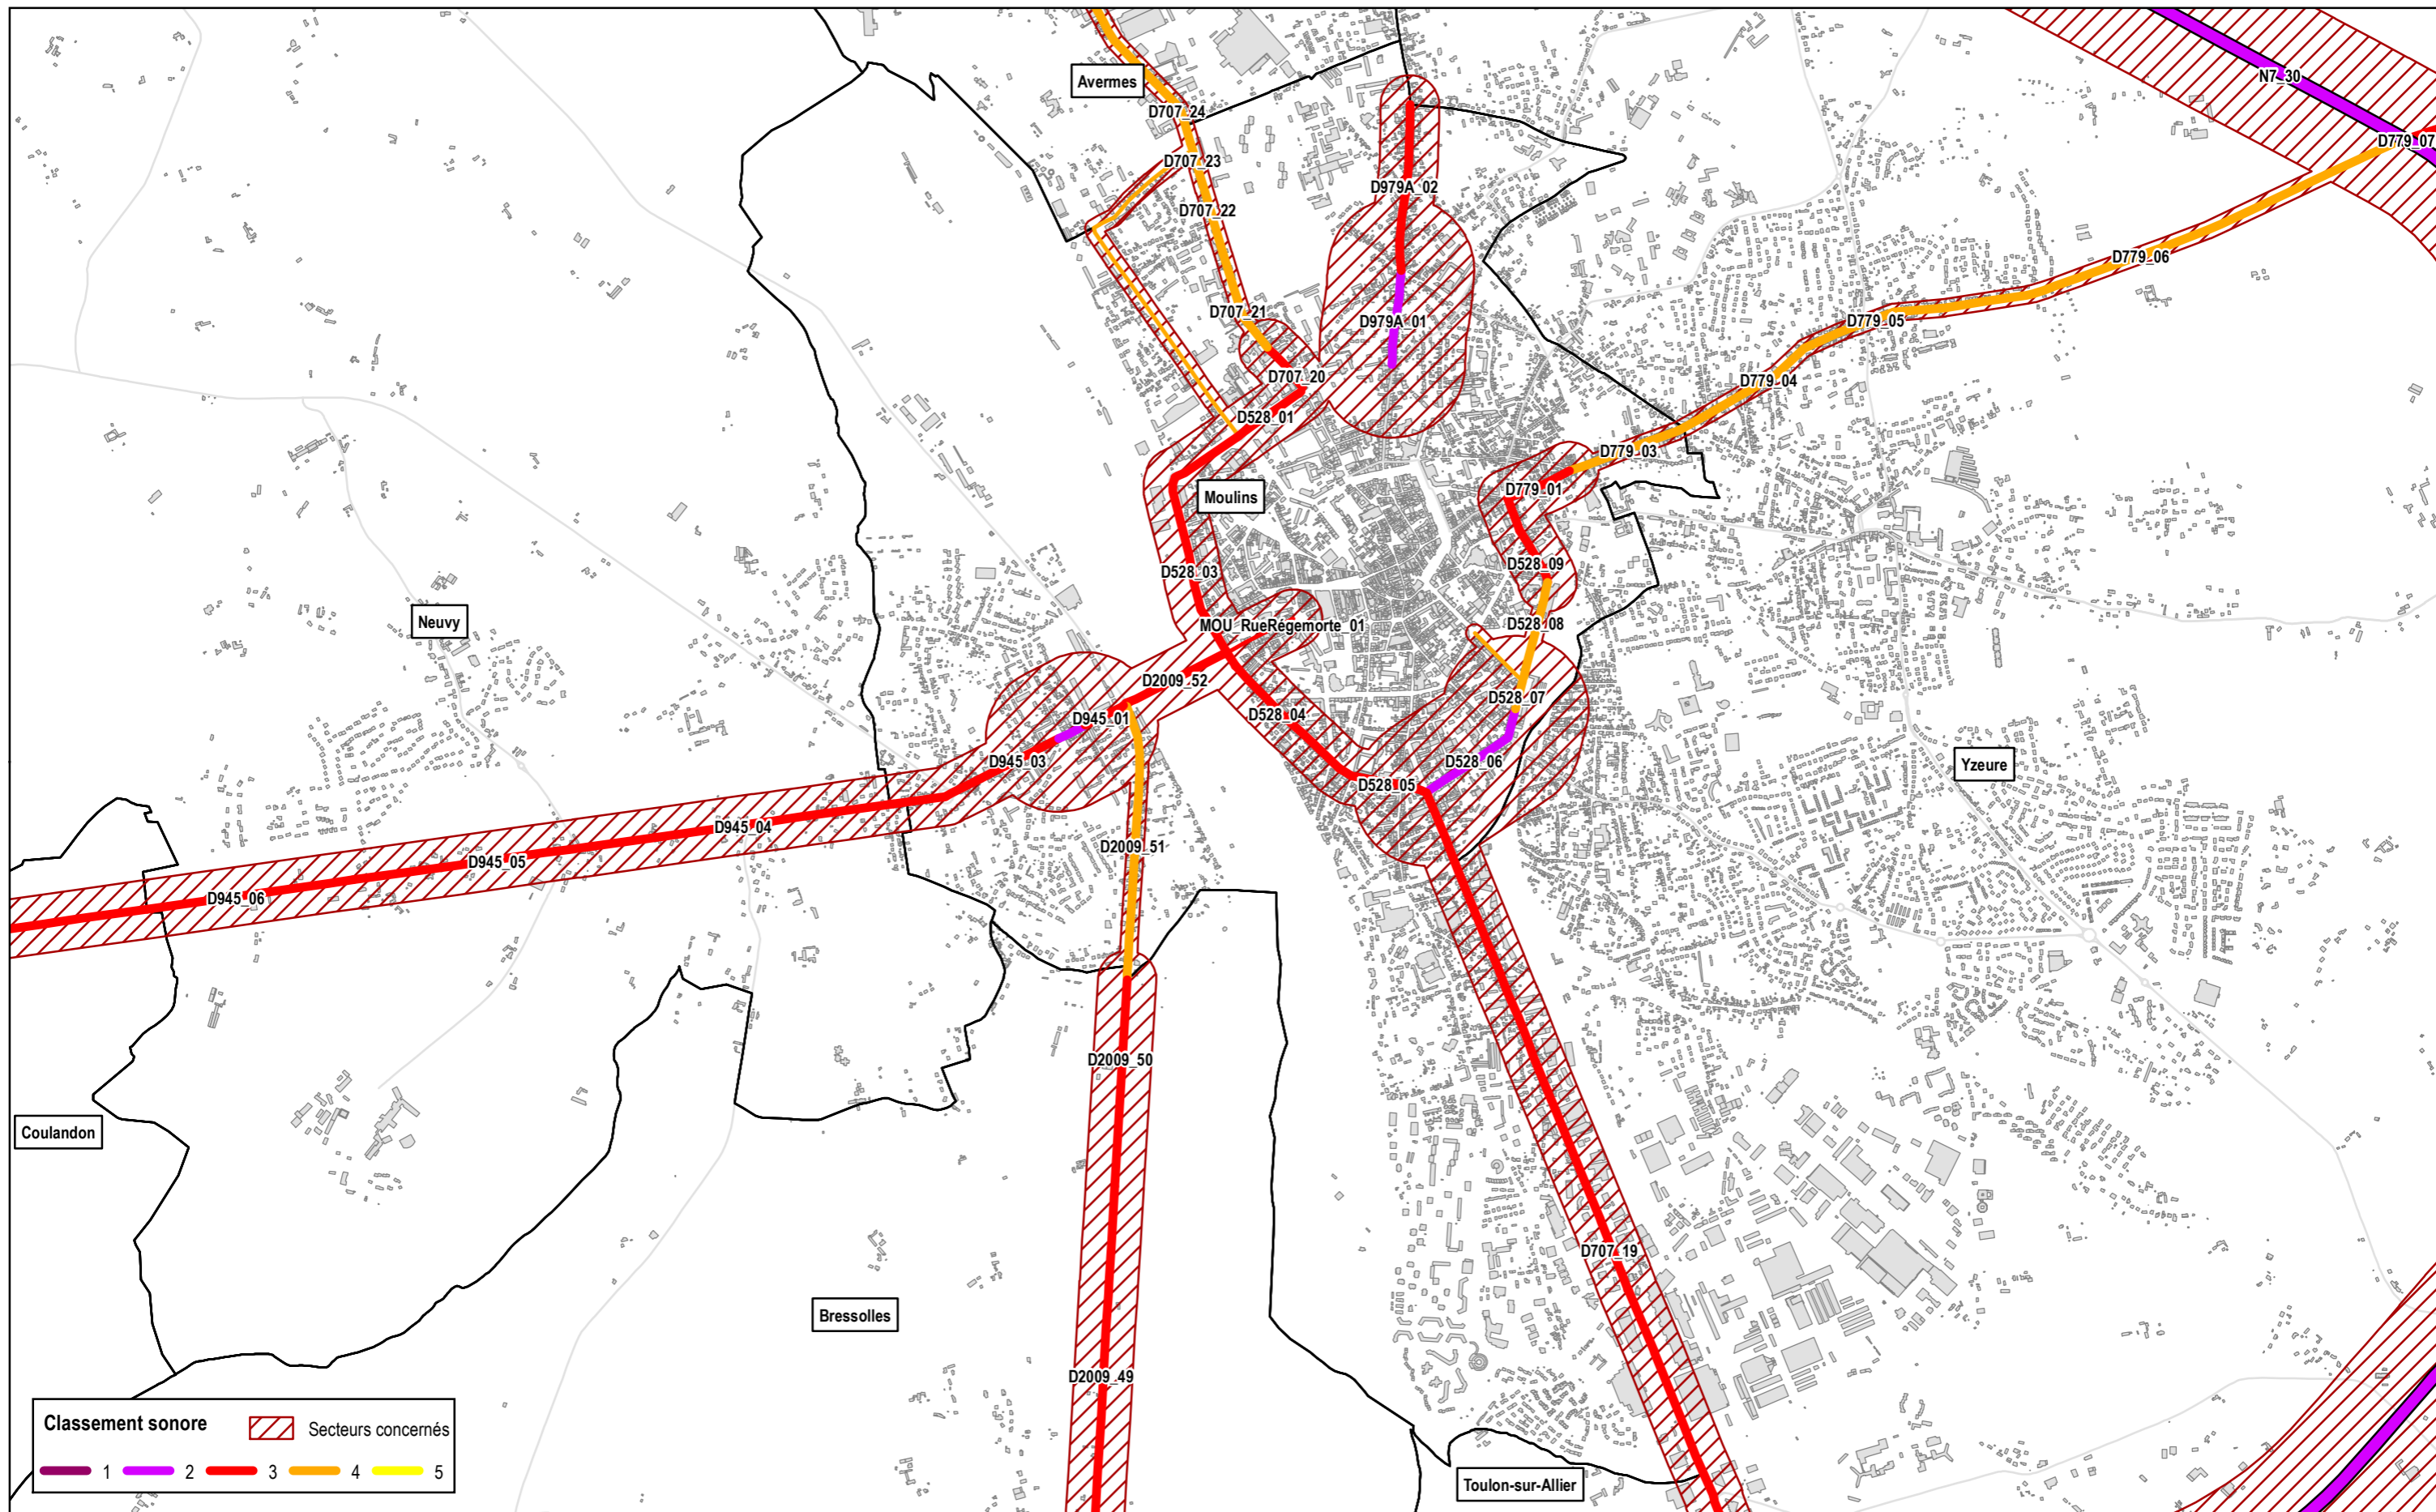 N7_30
Avermes
D707_24
D779_07
D707_23
D979A_02
D707_22
D779_06
D707_21
D979A_01
D779_05
D707_20
D779_04
D528_01
D779_03
Moulins
D779_01
D528_03
D528_09
Neuvy
MOU_RueRégemorte_01
D528_08
D2009_52
D528_07
D945_01
D528_04
D945_03
D528_06
Yzeure
D528_05
D945_04
D2009_51
D945_05
D945_06
D2009_50
Coulandon
D707_19
Bressolles
D2009_49
Classement sonore
Secteurs concernés
1 2 3 4 5
Toulon-sur-Allier